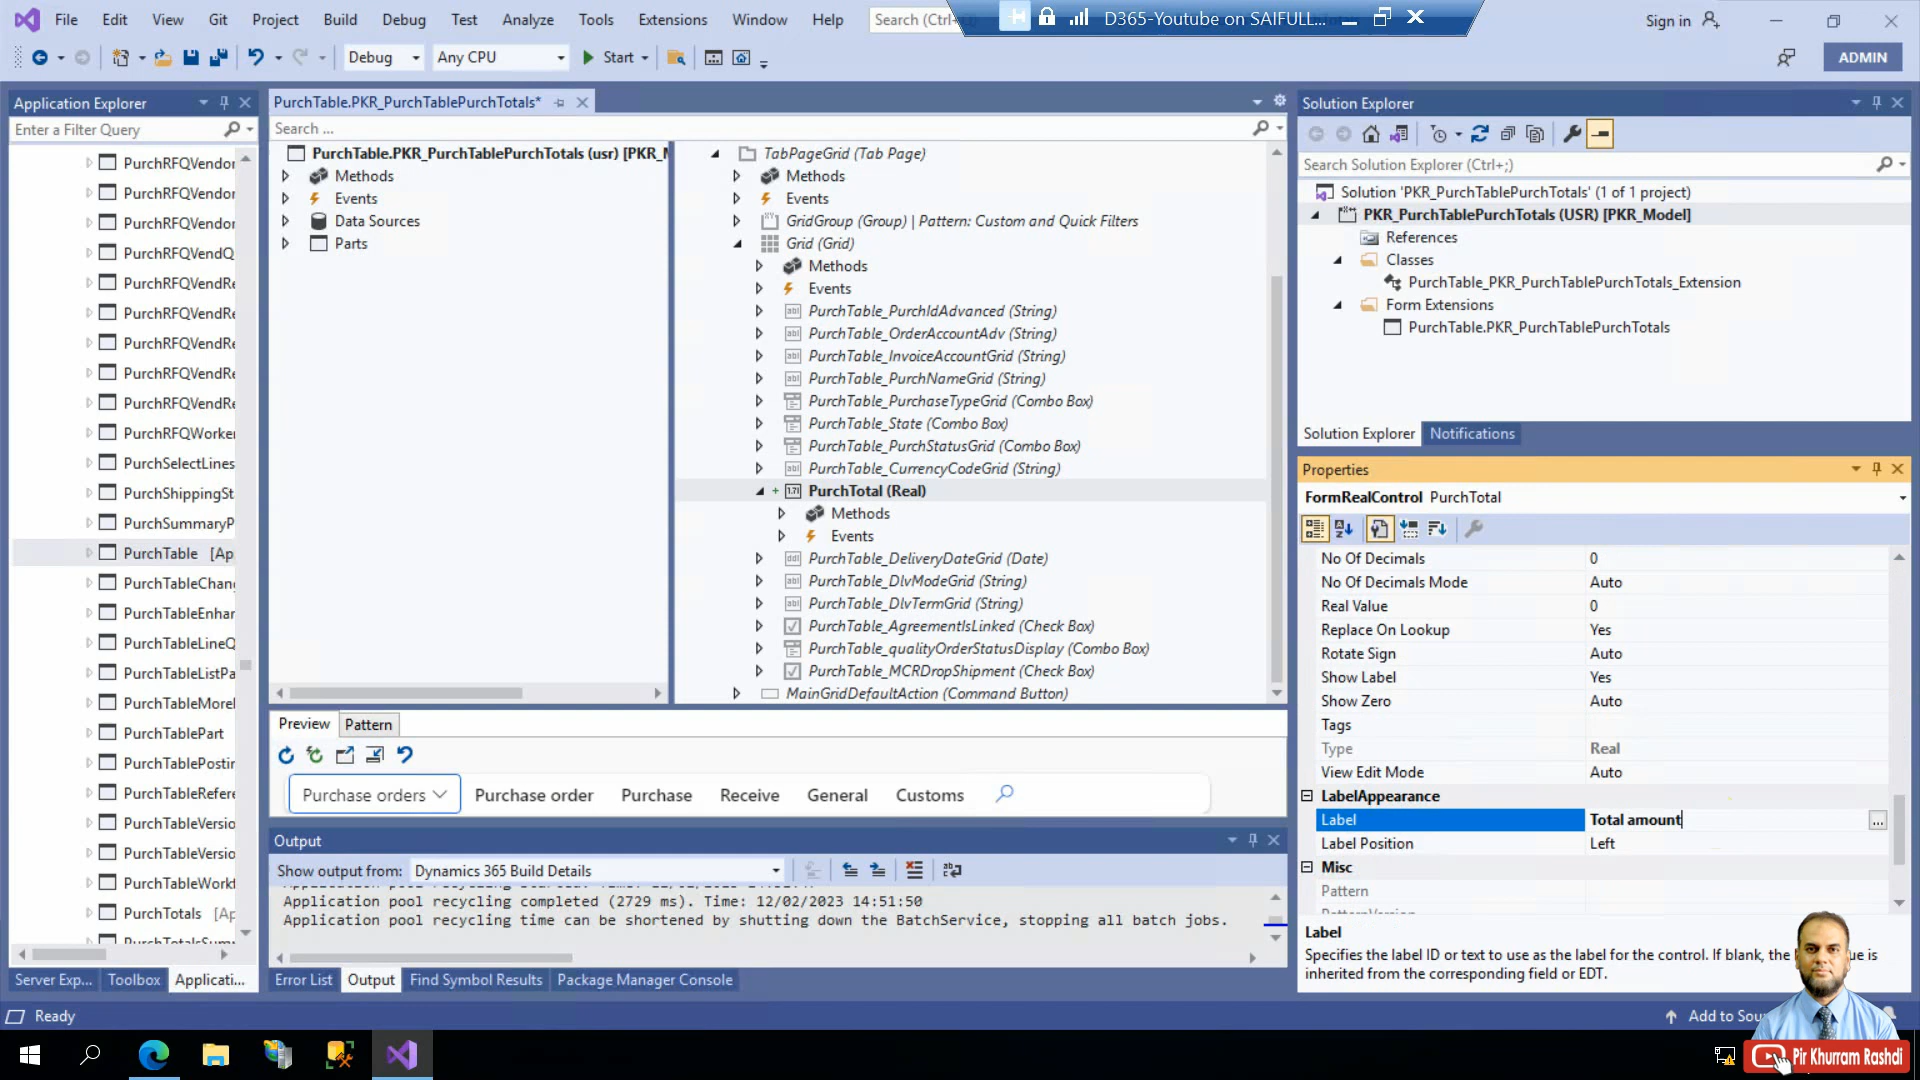 File Edit View Git Project Build Debug Test Analyze Tools Extensions Window Help Search (Ctrl+
D365-Youtube on SAIFULL...
Sign in
Debug Any CPU Start
ADMIN
Application Explorer
Enter a Filter Query
PurchRFQVendor
PurchRFQVendor
PurchRFQVendor
PurchRFQVendQ
PurchRFQVendRe
PurchRFQVendRe
PurchRFQVendRe
PurchRFQVendRe
PurchRFQVendRe
PurchRFQWorker
PurchSelectLines
PurchShippingSt
PurchSummaryP
PurchTable [Ap
PurchTableChang
PurchTableEnhar
PurchTableLineQ
PurchTableListPa
PurchTableMorel
PurchTablePart
PurchTablePostir
PurchTableRefere
PurchTableVersio
PurchTableVersio
PurchTableWorkf
PurchTotals [Ap
PurchTotalsSum
Server Exp... Toolbox Applicati...
PurchTable.PKR_PurchTablePurchTotals*
Search ...
PurchTable.PKR_PurchTablePurchTotals (usr) [PKR_M
Methods
Events
Data Sources
Parts
TabPageGrid (Tab Page)
Methods
Events
GridGroup (Group) | Pattern: Custom and Quick Filters
Grid (Grid)
Methods
Events
PurchTable_PurchIdAdvanced (String)
PurchTable_OrderAccountAdv (String)
PurchTable_InvoiceAccountGrid (String)
PurchTable_PurchNameGrid (String)
PurchTable_PurchaseTypeGrid (Combo Box)
PurchTable_State (Combo Box)
PurchTable_PurchStatusGrid (Combo Box)
PurchTable_CurrencyCodeGrid (String)
PurchTotal (Real)
Methods
Events
PurchTable_DeliveryDateGrid (Date)
PurchTable_DlvModeGrid (String)
PurchTable_DlvTermGrid (String)
PurchTable_AgreementIsLinked (Check Box)
PurchTable_qualityOrderStatusDisplay (Combo Box)
PurchTable_MCRDropShipment (Check Box)
MainGridDefaultAction (Command Button)
Preview Pattern
Purchase orders Purchase order Purchase Receive General Customs
Output
Show output from: Dynamics 365 Build Details
Application pool recycling completed (2729 ms). Time: 12/02/2023 14:51:50
Application pool recycling time can be shortened by shutting down the BatchService, stopping all batch jobs.
Error List Output Find Symbol Results Package Manager Console
Solution Explorer
Search Solution Explorer (Ctrl+;)
Solution 'PKR_PurchTablePurchTotals' (1 of 1 project)
PKR_PurchTablePurchTotals (USR) [PKR_Model]
References
Classes
PurchTable_PKR_PurchTablePurchTotals_Extension
Form Extensions
PurchTable.PKR_PurchTablePurchTotals
Solution Explorer Notifications
Properties
FormRealControl PurchTotal
No Of Decimals 0
No Of Decimals Mode Auto
Real Value 0
Replace On Lookup Yes
Rotate Sign Auto
Show Label Yes
Show Zero Auto
Tags
Type Real
View Edit Mode Auto
LabelAppearance
Label Total amount ...
Label Position Left
Misc
Pattern
Label
Specifies the label ID or text to use as the label for the control. If blank, the l ue is
inherited from the corresponding field or EDT.
Ready
Add to Sou
Pir Khurram Rashdi